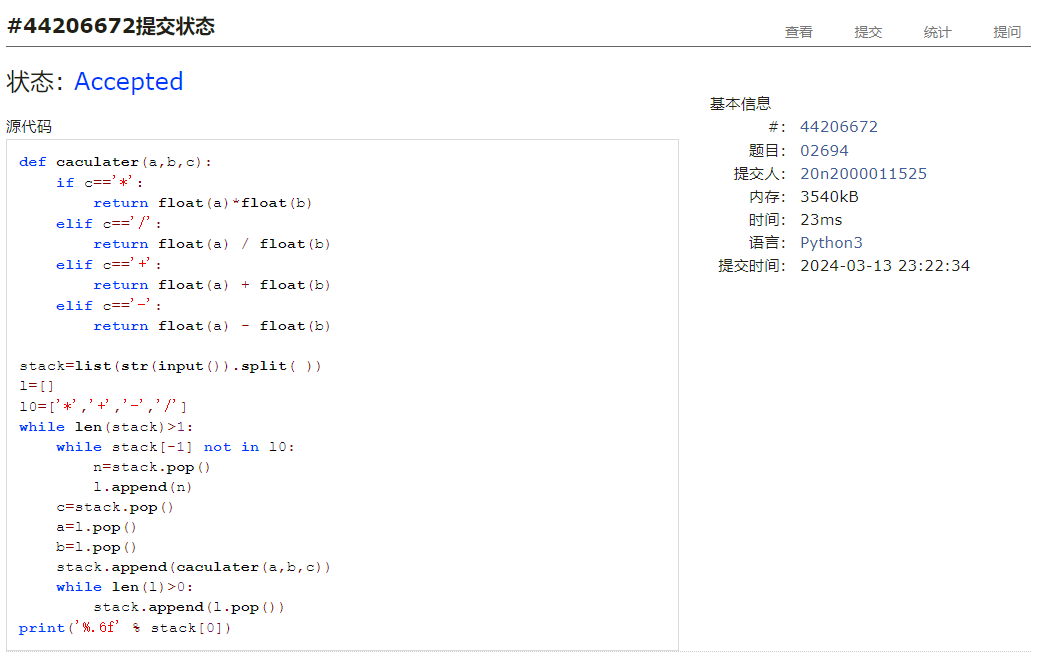 #44206672提交状态
查看 提交 统计 提问
状态: Accepted
源代码
def caculater(a,b,c):
    if c=='*':
        return float(a)*float(b)
    elif c=='/':
        return float(a) / float(b)
    elif c=='+':
        return float(a) + float(b)
    elif c=='-':
        return float(a) - float(b)

stack=list(str(input()).split( ))
l=[]
l0=['*','+','-','/']
while len(stack)>1:
    while stack[-1] not in l0:
        n=stack.pop()
        l.append(n)
    c=stack.pop()
    a=l.pop()
    b=l.pop()
    stack.append(caculater(a,b,c))
    while len(l)>0:
        stack.append(l.pop())
print('%.6f' % stack[0])
基本信息
#: 44206672
题目: 02694
提交人: 20n2000011525
内存: 3540kB
时间: 23ms
语言: Python3
提交时间: 2024-03-13 23:22:34